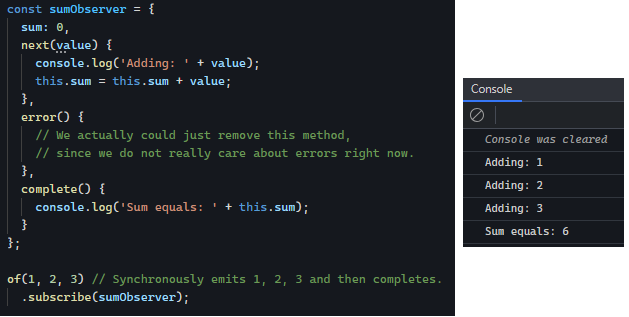 const sumObserver = {
  sum: 0,
  next(value) {
    console.log('Adding: ' + value);
    this.sum = this.sum + value;
  },
  error() {
    // We actually could just remove this method,
    // since we do not really care about errors right now.
  },
  complete() {
    console.log('Sum equals: ' + this.sum);
  }
};

of(1, 2, 3) // Synchronously emits 1, 2, 3 and then completes.
  .subscribe(sumObserver);
Console
Console was cleared
Adding: 1
Adding: 2
Adding: 3
Sum equals: 6